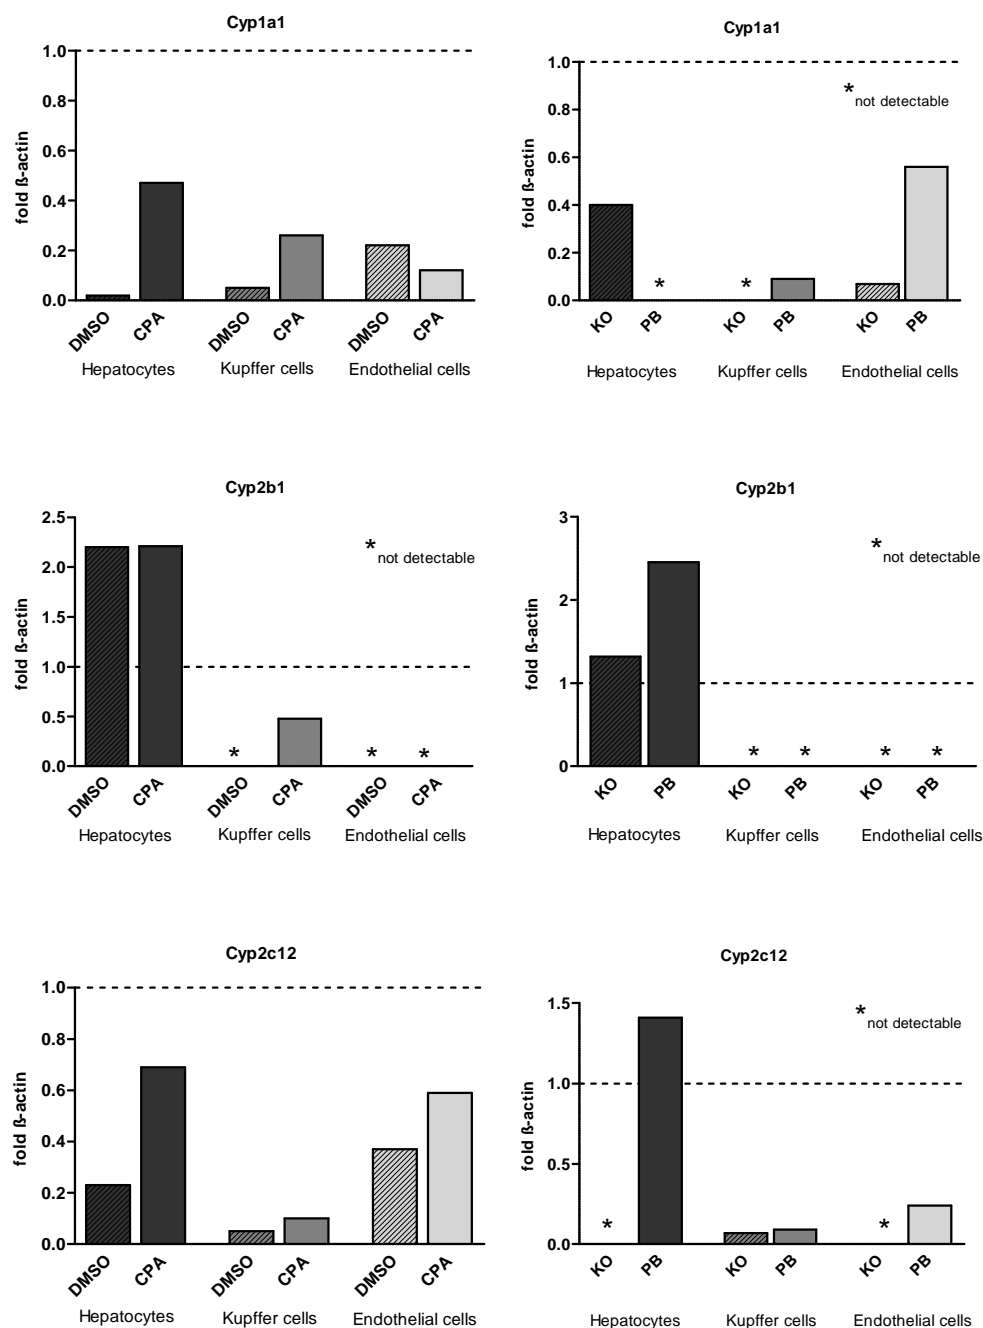 Cyp1a1
1.0
0.8
0.6
0.4
0.2
0.0
fold ß-actin
DMSO
CPA
DMSO
CPA
DMSO
CPA
Hepatocytes
Kupffer cells
Endothelial cells
Cyp1a1
1.0
0.8
0.6
0.4
0.2
0.0
fold ß-actin
* not detectable
*
*
KO
PB
KO
PB
KO
PB
Hepatocytes
Kupffer cells
Endothelial cells
Cyp2b1
2.5
2.0
1.5
1.0
0.5
0.0
fold ß-actin
* not detectable
*
*
*
DMSO
CPA
DMSO
CPA
DMSO
CPA
Hepatocytes
Kupffer cells
Endothelial cells
Cyp2b1
3
2
1
0
fold ß-actin
* not detectable
*
*
*
*
KO
PB
KO
PB
KO
PB
Hepatocytes
Kupffer cells
Endothelial cells
Cyp2c12
1.0
0.8
0.6
0.4
0.2
0.0
fold ß-actin
DMSO
CPA
DMSO
CPA
DMSO
CPA
Hepatocytes
Kupffer cells
Endothelial cells
Cyp2c12
1.5
1.0
0.5
0.0
fold ß-actin
* not detectable
*
*
KO
PB
KO
PB
KO
PB
Hepatocytes
Kupffer cells
Endothelial cells